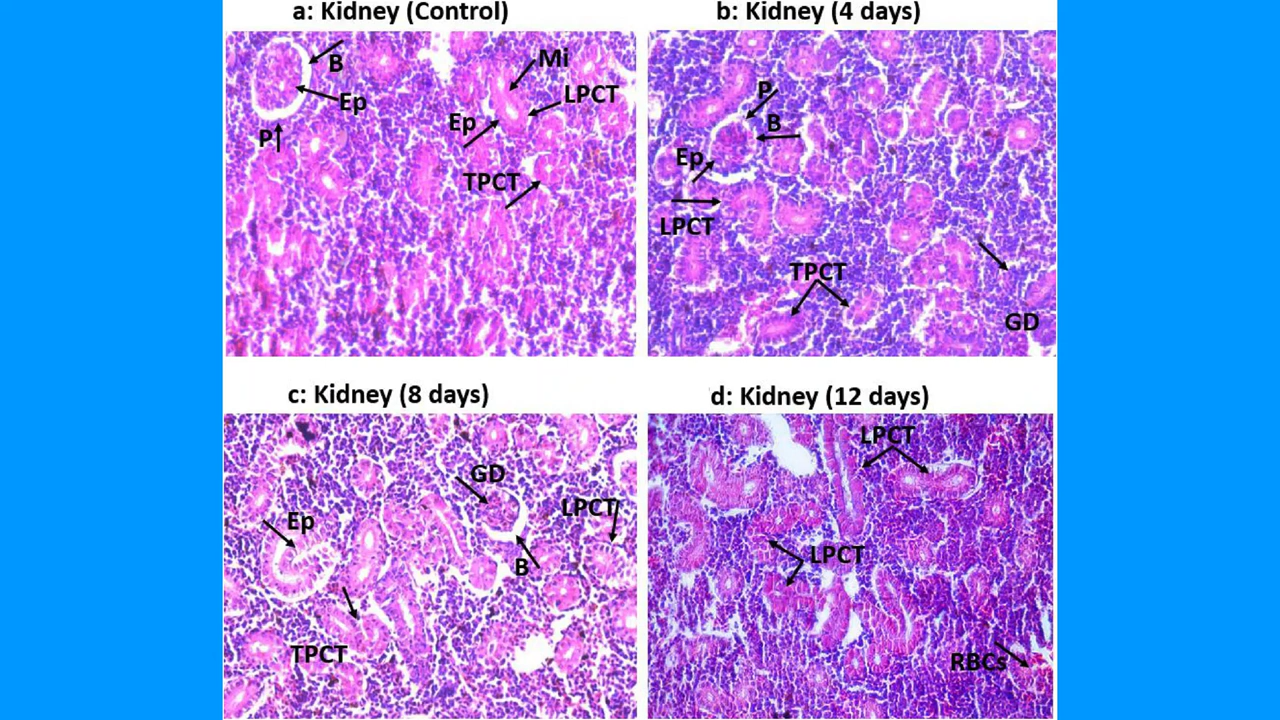 a: Kidney (Control)
B
Ep
P
Mi
LPCT
Ep
TPCT
b: Kidney (4 days)
P
B
Ep
LPCT
TPCT
GD
c: Kidney (8 days)
GD
LPCT
Ep
B
TPCT
d: Kidney (12 days)
LPCT
LPCT
RBCs